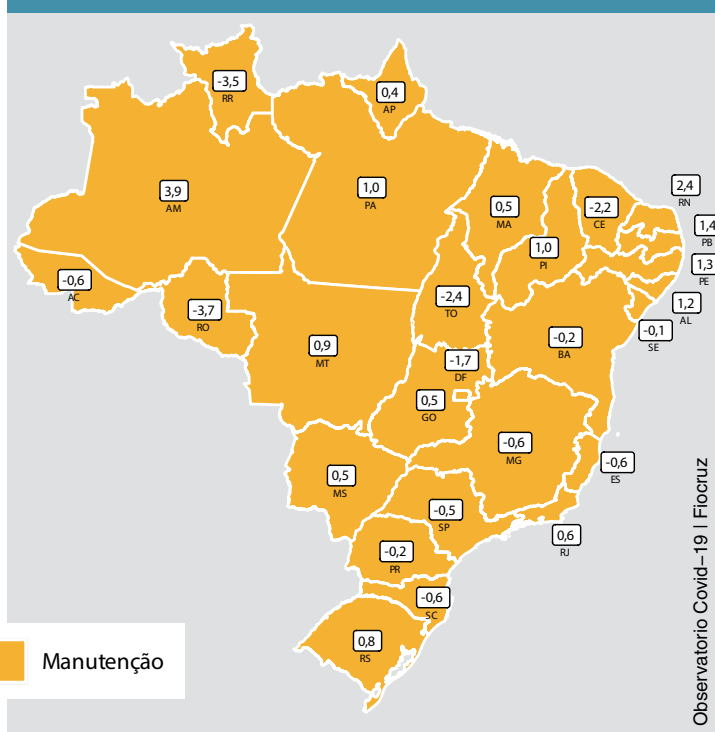 -3,5
RR
0,4
AP
3,9
AM
1,0
PA
0,5
MA
-2,2
CE
2,4
RN
1,4
PB
1,0
PI
1,3
PE
-0,6
AC
-3,7
RO
-2,4
TO
1,2
AL
-0,1
SE
-0,2
BA
0,9
MT
-1,7
DF
0,5
GO
-0,6
MG
-0,6
ES
0,5
MS
-0,5
SP
0,6
RJ
-0,2
PR
-0,6
SC
0,8
RS
Manutenção
Observatorio Covid−19 | Fiocruz